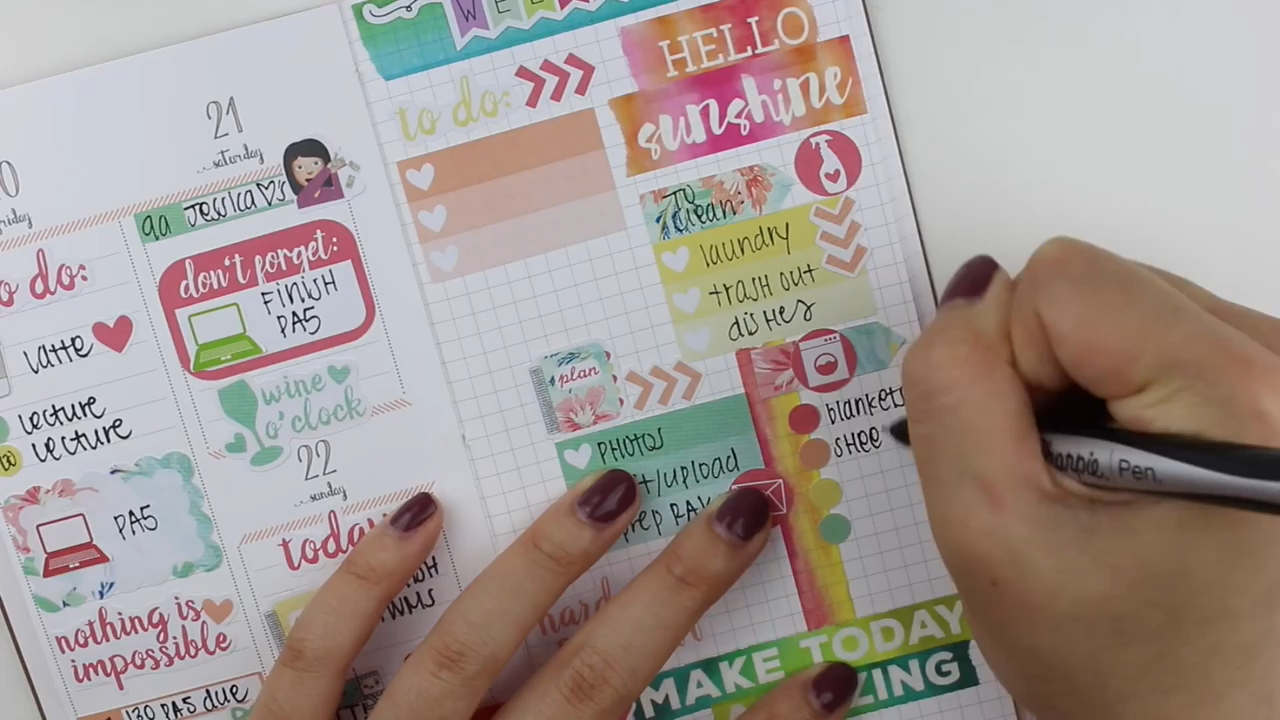 21
saturday
9a Jessica♡'s
don't forget:
FINISH
PA5
wine
o'clock
latte
lecture
lecture
PA5
nothing is
impossible
130 PA5 due
22
sunday
today
to do:
HELLO
sunshine
To
Clean:
laundry
trash out
dishes
plan
PHOTOS
/upload
prep
blankets
shee
hard
MAKE TODAY
Sharpie. Pen.